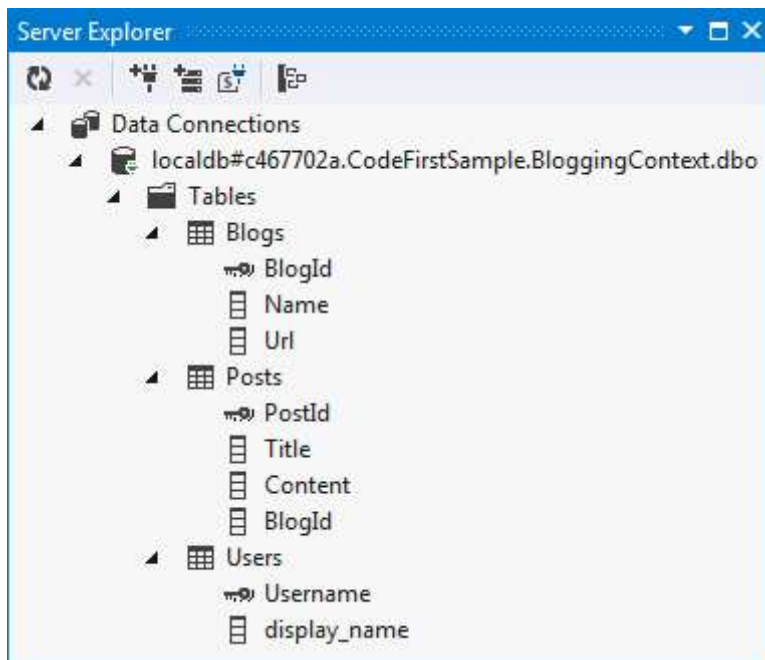 Server Explorer
Data Connections
localdb#c467702a.CodeFirstSample.BloggingContext.dbo
Tables
Blogs
BlogId
Name
Url
Posts
PostId
Title
Content
BlogId
Users
Username
display_name